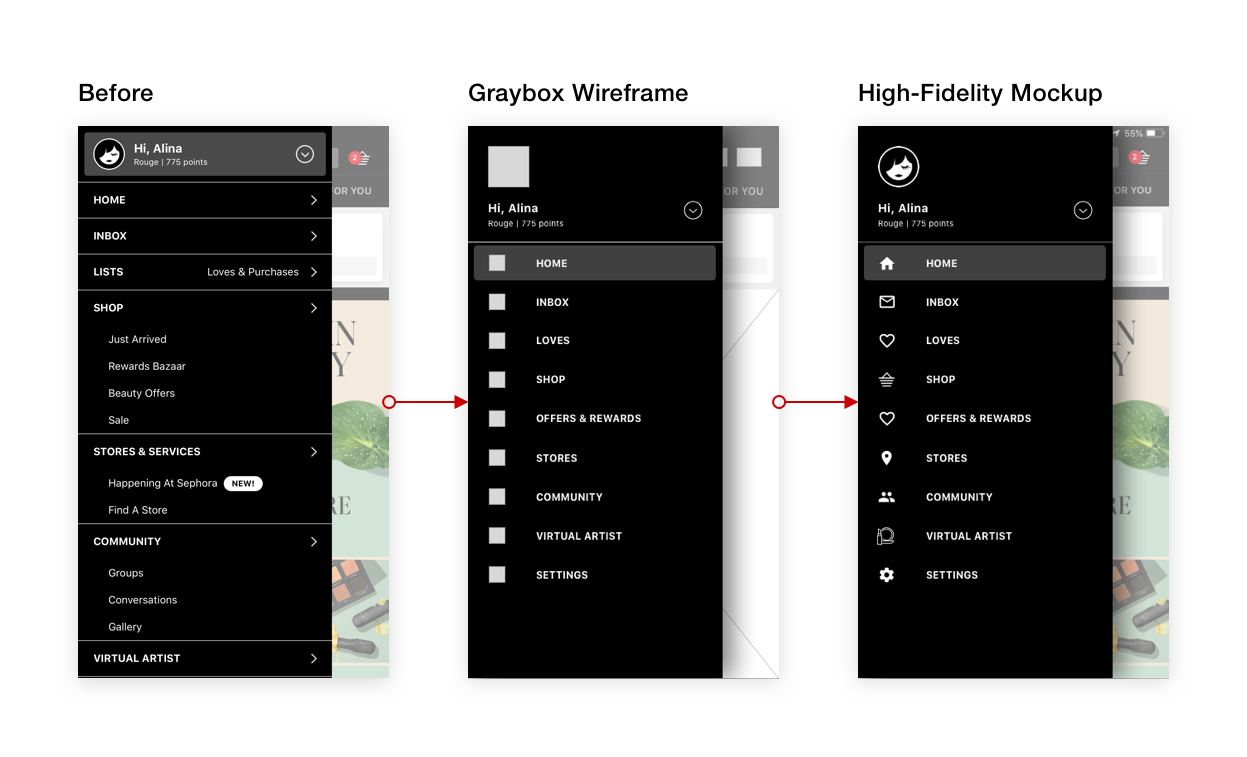 Before
Hi, Alina
Rouge | 775 points
2
OR YOU
HOME
INBOX
LISTS Loves & Purchases
SHOP
Just Arrived
Rewards Bazaar
Beauty Offers
Sale
STORES & SERVICES
Happening At Sephora NEW!
Find A Store
COMMUNITY
Groups
Conversations
Gallery
VIRTUAL ARTIST
IN
Y
RE
Graybox Wireframe
Hi, Alina
Rouge | 775 points
OR YOU
HOME
INBOX
LOVES
SHOP
OFFERS & REWARDS
STORES
COMMUNITY
VIRTUAL ARTIST
SETTINGS
High-Fidelity Mockup
55%
2
Hi, Alina
Rouge | 775 points
OR YOU
HOME
INBOX
LOVES
SHOP
OFFERS & REWARDS
STORES
COMMUNITY
VIRTUAL ARTIST
SETTINGS
IN
Y
RE